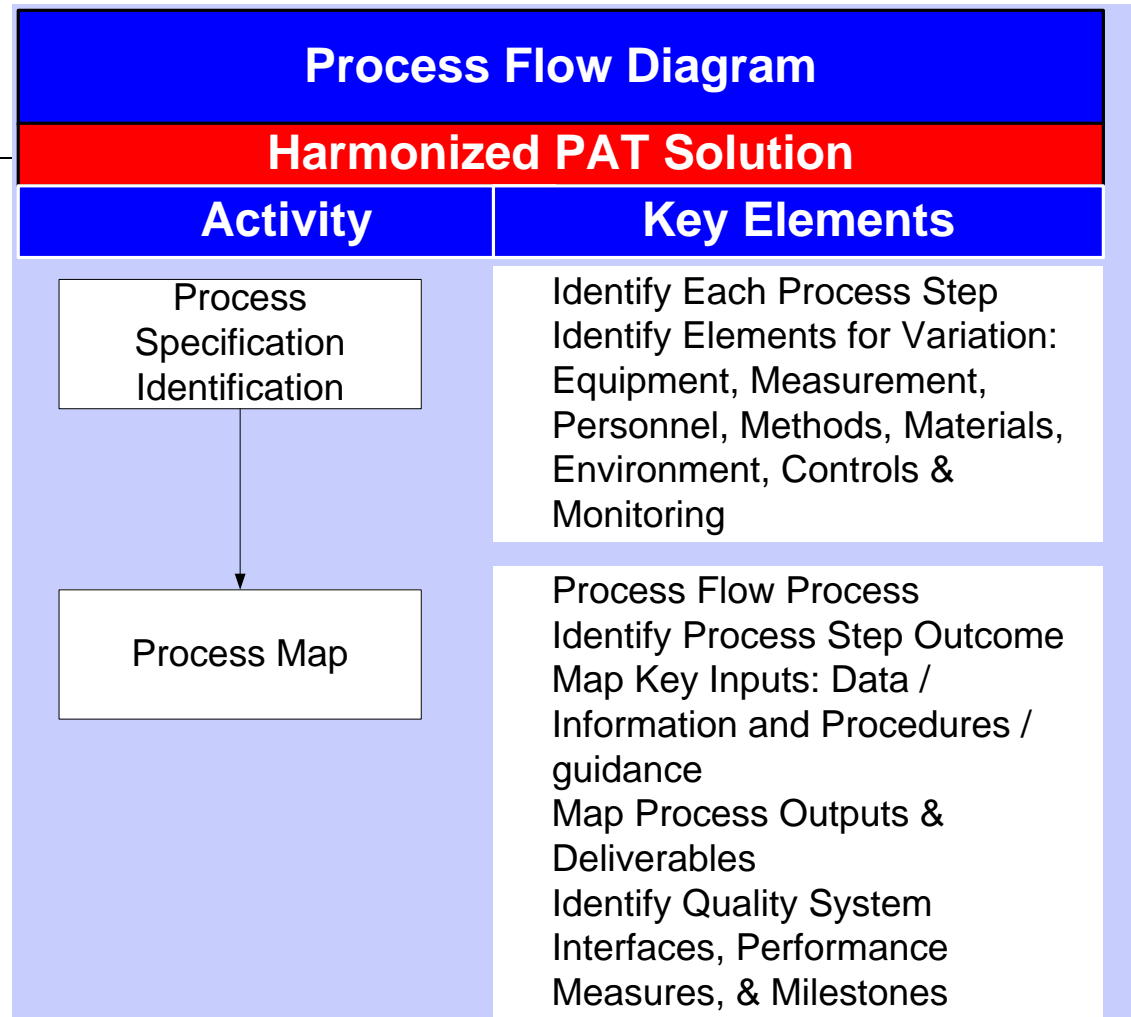 Process Flow Diagram
Harmonized PAT Solution
Activity
Key Elements
Process
Specification
Identification
Identify Each Process Step
Identify Elements for Variation:
Equipment, Measurement,
Personnel, Methods, Materials,
Environment, Controls &
Monitoring
Process Map
Process Flow Process
Identify Process Step Outcome
Map Key Inputs: Data /
Information and Procedures /
guidance
Map Process Outputs &
Deliverables
Identify Quality System
Interfaces, Performance
Measures, & Milestones